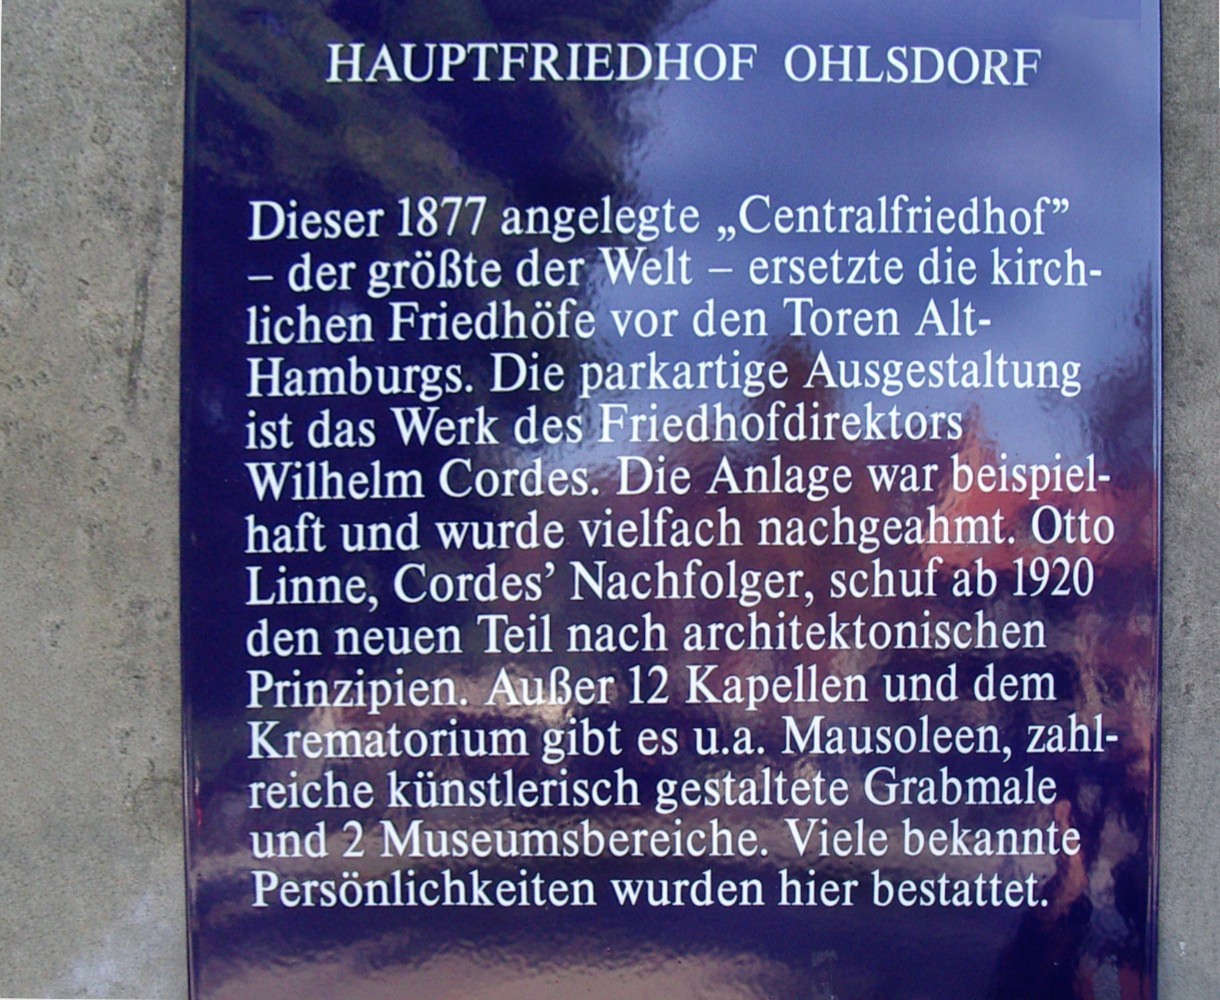 HAUPTFRIEDHOF OHLSDORF
Dieser 1877 angelegte „Centralfriedhof”
– der größte der Welt – ersetzte die kirch-
lichen Friedhöfe vor den Toren Alt-
Hamburgs. Die parkartige Ausgestaltung
ist das Werk des Friedhofdirektors
Wilhelm Cordes. Die Anlage war beispiel-
haft und wurde vielfach nachgeahmt. Otto
Linne, Cordes’ Nachfolger, schuf ab 1920
den neuen Teil nach architektonischen
Prinzipien. Außer 12 Kapellen und dem
Krematorium gibt es u.a. Mausoleen, zahl-
reiche künstlerisch gestaltete Grabmale
und 2 Museumsbereiche. Viele bekannte
Persönlichkeiten wurden hier bestattet.